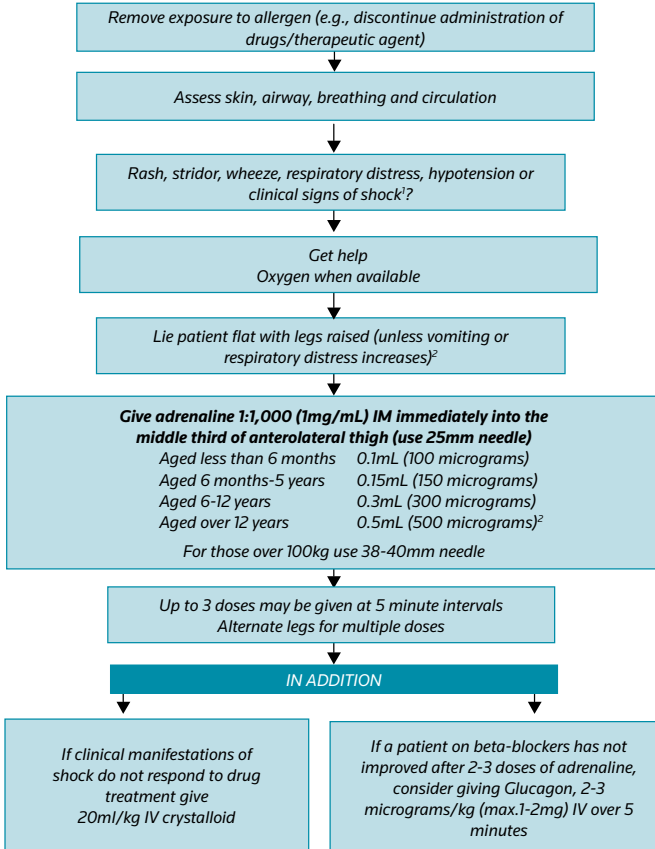 Remove exposure to allergen (e.g., discontinue administration of
drugs/therapeutic agent)
Assess skin, airway, breathing and circulation
Rash, stridor, wheeze, respiratory distress, hypotension or
clinical signs of shock¹?
Get help
Oxygen when available
Lie patient flat with legs raised (unless vomiting or
respiratory distress increases)²
Give adrenaline 1:1,000 (1mg/mL) IM immediately into the
middle third of anterolateral thigh (use 25mm needle)
Aged less than 6 months 0.1mL (100 micrograms)
Aged 6 months-5 years 0.15mL (150 micrograms)
Aged 6-12 years 0.3mL (300 micrograms)
Aged over 12 years 0.5mL (500 micrograms)²
For those over 100kg use 38-40mm needle
Up to 3 doses may be given at 5 minute intervals
Alternate legs for multiple doses
IN ADDITION
If clinical manifestations of
shock do not respond to drug
treatment give
20ml/kg IV crystalloid
If a patient on beta-blockers has not
improved after 2-3 doses of adrenaline,
consider giving Glucagon, 2-3
micrograms/kg (max.1-2mg) IV over 5
minutes